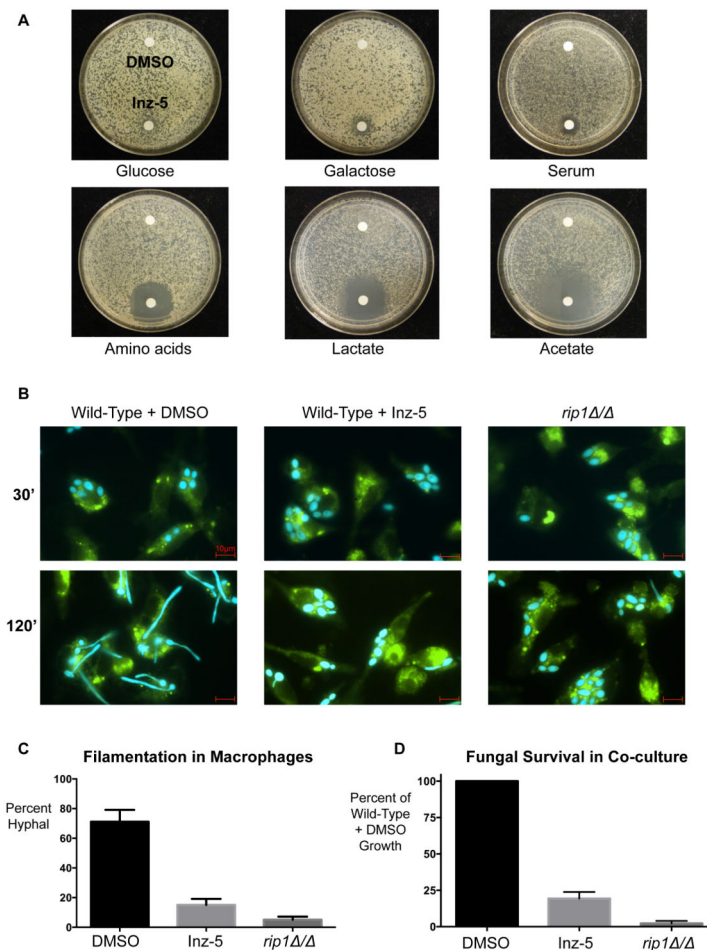 A
DMSO
Inz-5
Glucose
Galactose
Serum
Amino acids
Lactate
Acetate
B
Wild-Type + DMSO
Wild-Type + Inz-5
rip1Δ/Δ
30’
10μm
120’
C
Filamentation in Macrophages
Percent
Hyphal
100
80
60
40
20
0
DMSO
Inz-5
rip1Δ/Δ
D
Fungal Survival in Co-culture
Percent of
Wild-Type
+ DMSO
Growth
100
75
50
25
0
DMSO
Inz-5
rip1Δ/Δ